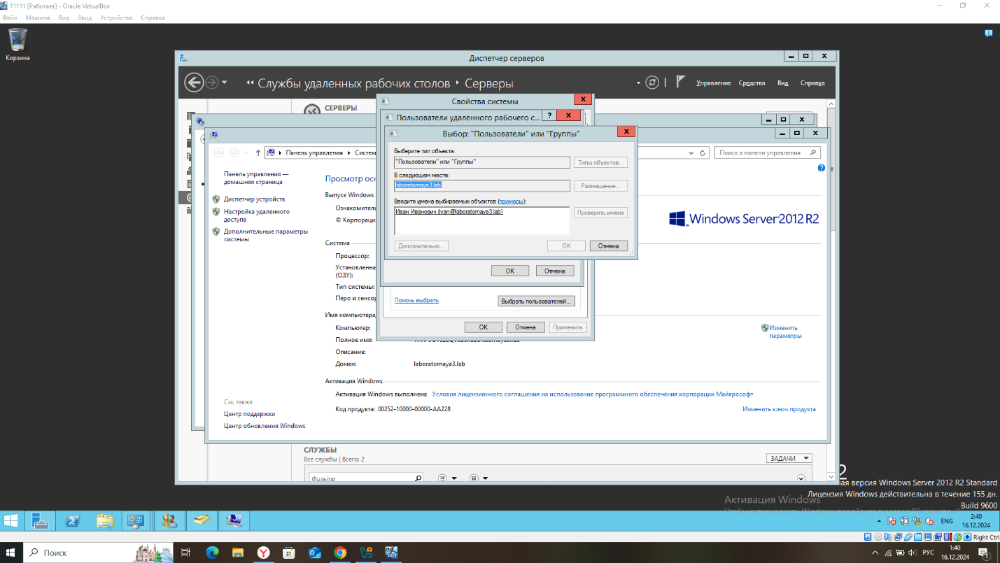 11111 [Работает] - Oracle VirtualBox
Файл Машина Вид Ввод Устройства Справка
Корзина
Диспетчер серверов
Службы удаленных рабочих столов Серверы
Управление Средства Вид Справка
СЕРВЕРЫ
Свойства системы
Пользователи удаленного рабочего с...
Выбор: "Пользователи" или "Группы"
Выберите тип объекта:
"Пользователи" или "Группы"
Типы объектов...
В следующем месте:
laboratornaya3.lab
Размещение...
Введите имена выбираемых объектов (примеры):
Иван Иванович (ivan@laboratornaya3.lab)
Проверить имена
Дополнительно...
OK
Отмена
OK
Отмена
Помочь выбрать
Выбрать пользователей...
OK
Отмена
Применить
Панель управления
Поиск в панели управления
Панель управления —
домашняя страница
Диспетчер устройств
Настройка удаленного
доступа
Дополнительные параметры
системы
Выпуск Windows
© Корпораци
Windows Server 2012 R2
Система
Процессор:
Установленна
(ОЗУ):
Тип системы:
Перо и сенсор
Имя компьютера,
Компьютер:
Полное имя:
Описание:
Домен: laboratornaya3.lab
Изменить
параметры
Активация Windows
Активация Windows выполнена Условия лицензионного соглашения на использование программного обеспечения корпорации Майкрософт
Код продукта: 00252-10000-00000-AA228
Изменить ключ продукта
См. также
Центр поддержки
Центр обновления Windows
СЛУЖБЫ
Все службы | Всего: 2
ЗАДАЧИ
Фильтр
ая версия Windows Server 2012 R2 Standard
Лицензия Windows действительна в течение 155 дн.
Build 9600
Активация Windows
ENG
2:40
16.12.2024
Right Ctrl
Поиск
РУС
1:40
16.12.2024
1